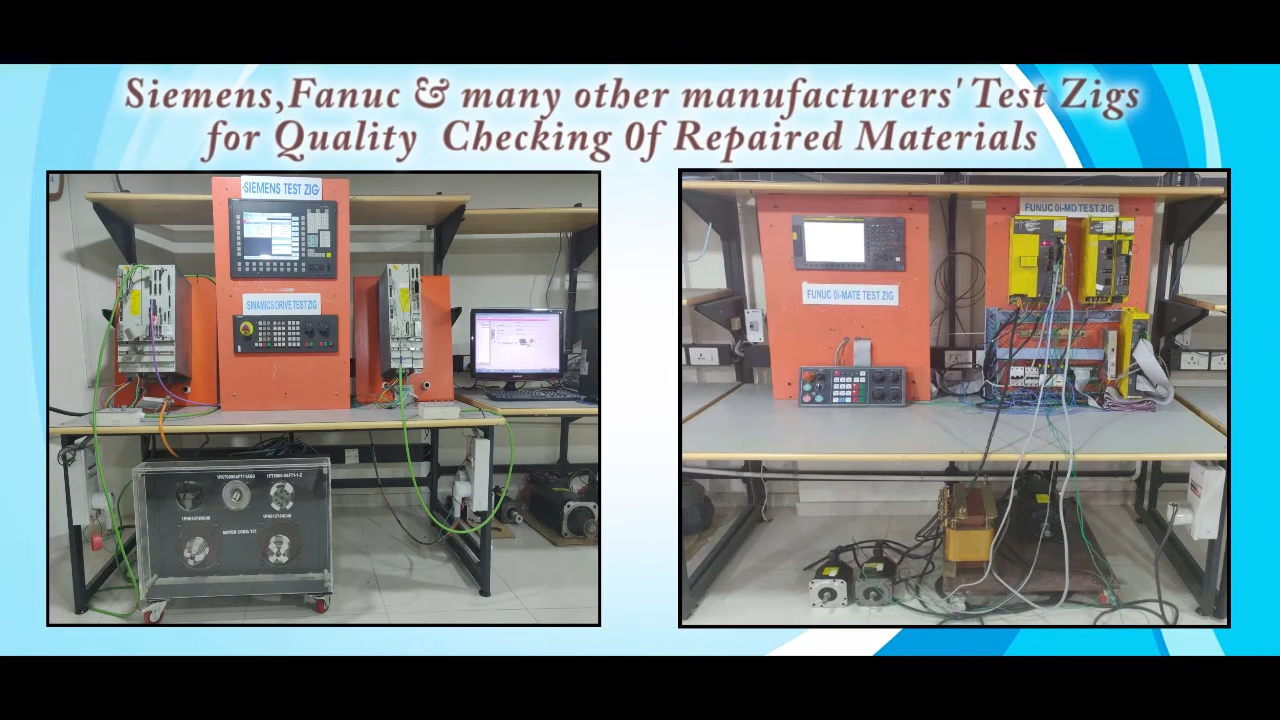 Siemens,Fanuc & many other manufacturers' Test Zigs
for Quality Checking 0f Repaired Materials
SIEMENS TEST ZIG
SINAMICS DRIVE TEST ZIG
FUNUC 0i-MD TEST ZIG
FUNUC 0i-MATE TEST ZIG